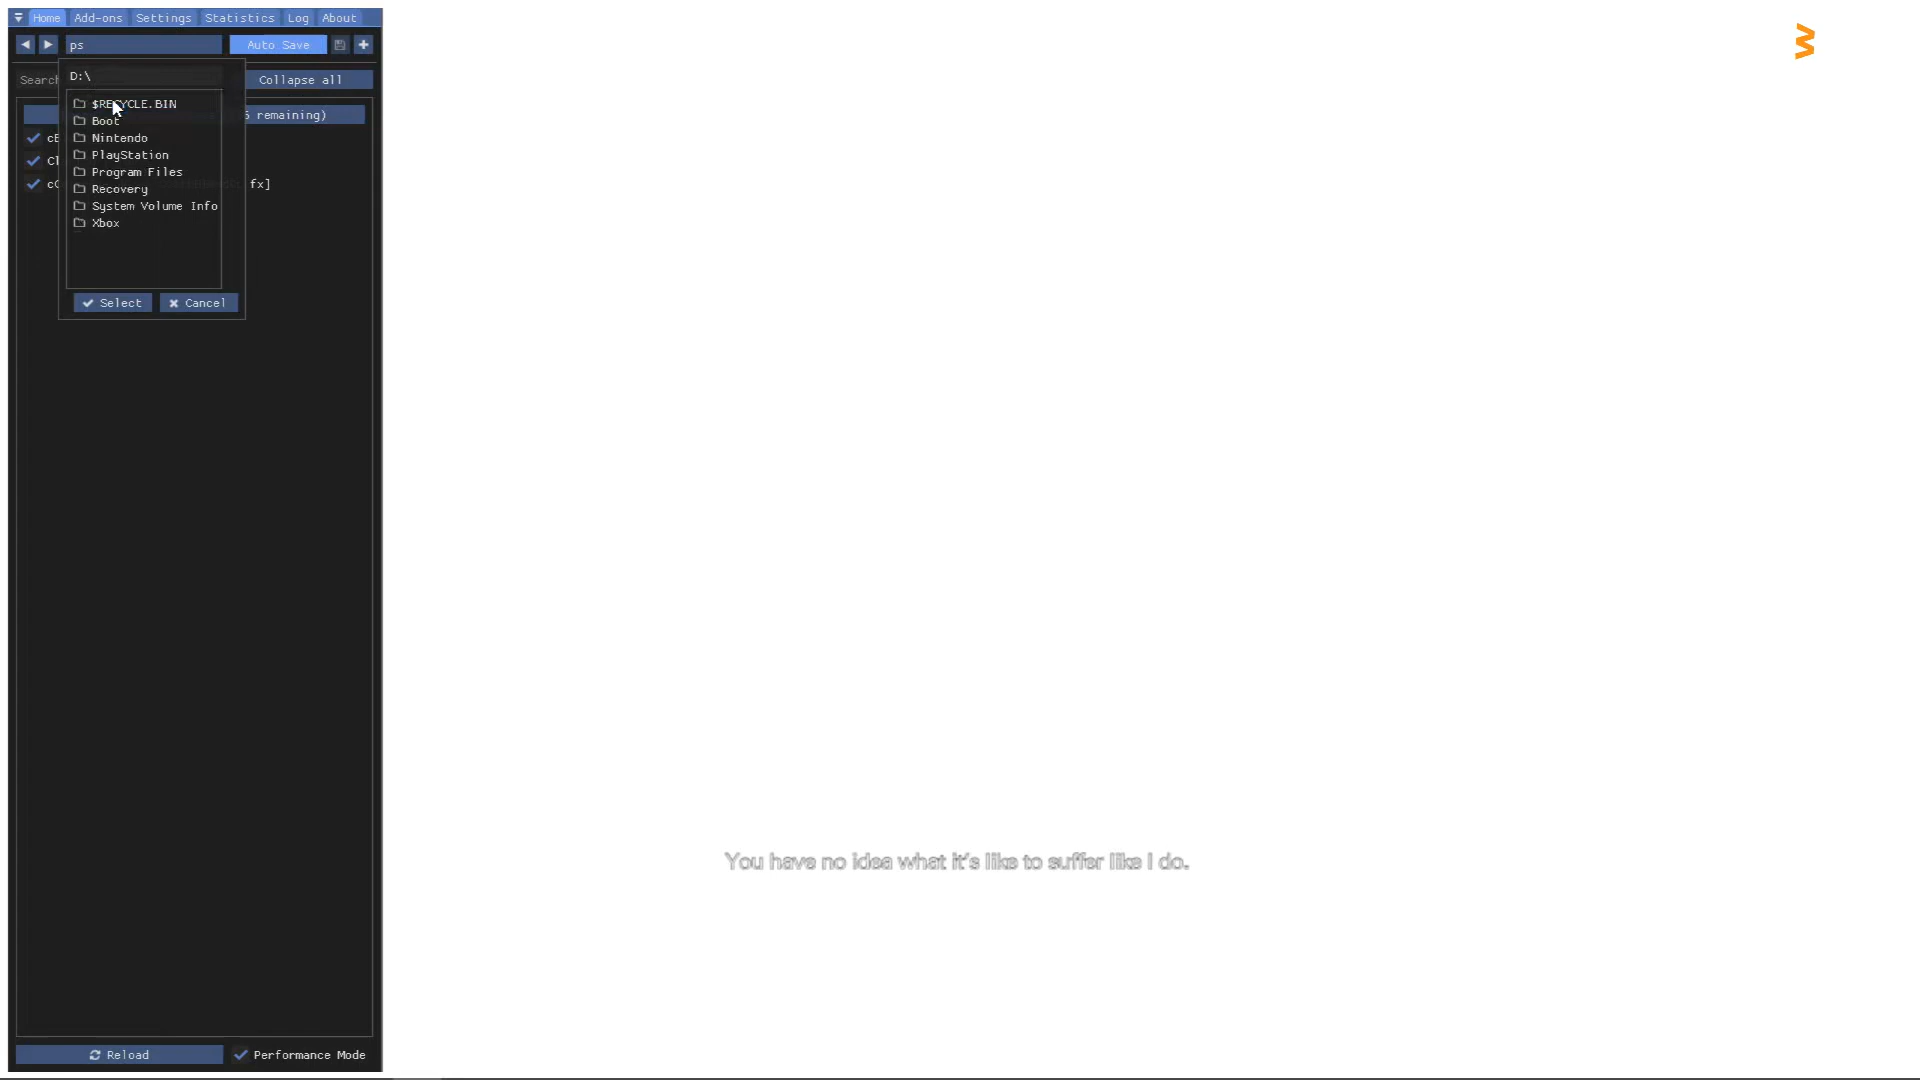 Home Add-ons Settings Statistics Log About
ps Auto Save
D:\
Search Collapse all
$RECYCLE.BIN
remaining)
Boot
Nintendo
PlayStation
Program Files
fx]
Recovery
System Volume Info
Xbox
Select Cancel
You have no idea what it's like to suffer like I do.
Reload Performance Mode